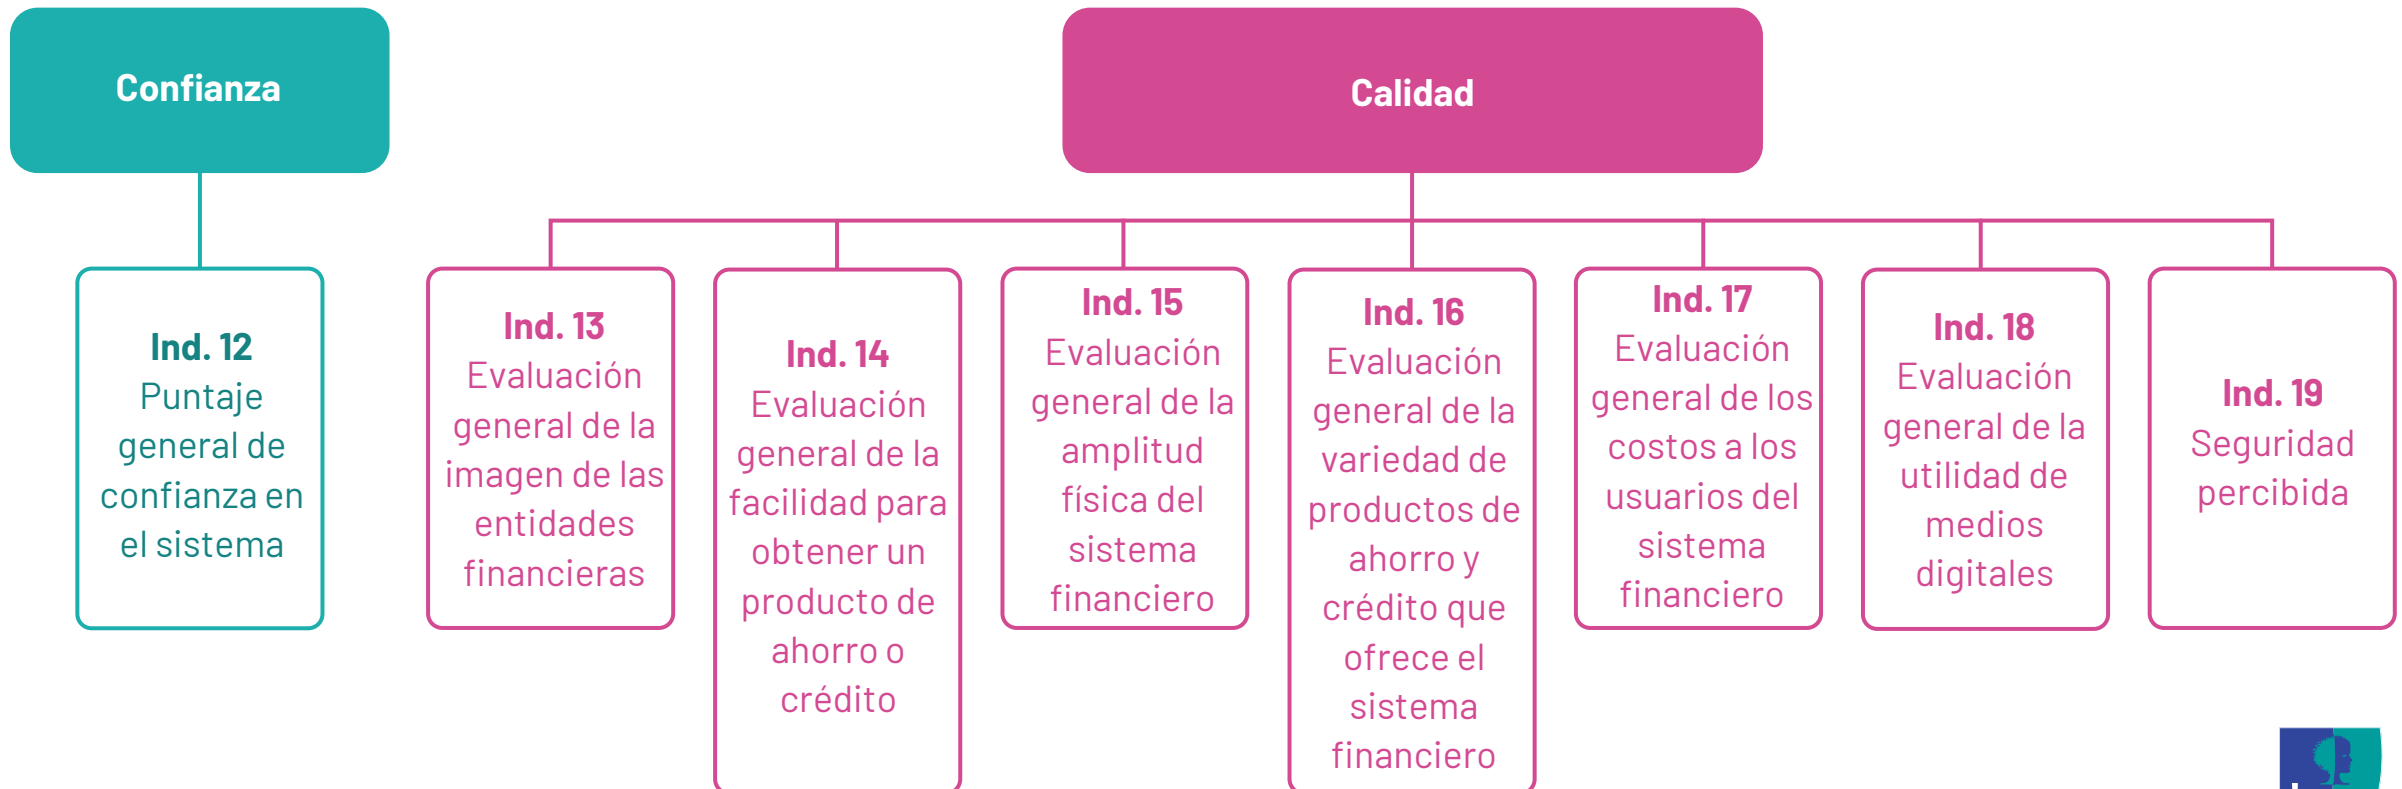 Confianza
Calidad
Ind. 12
Puntaje
general de
confianza en
el sistema
Ind. 13
Evaluación
general de la
imagen de las
entidades
financieras
Ind. 14
Evaluación
general de la
facilidad para
obtener un
producto de
ahorro o
crédito
Ind. 15
Evaluación
general de la
amplitud
física del
sistema
financiero
Ind. 16
Evaluación
general de la
variedad de
productos de
ahorro y
crédito que
ofrece el
sistema
financiero
Ind. 17
Evaluación
general de los
costos a los
usuarios del
sistema
financiero
Ind. 18
Evaluación
general de la
utilidad de
medios
digitales
Ind. 19
Seguridad
percibida